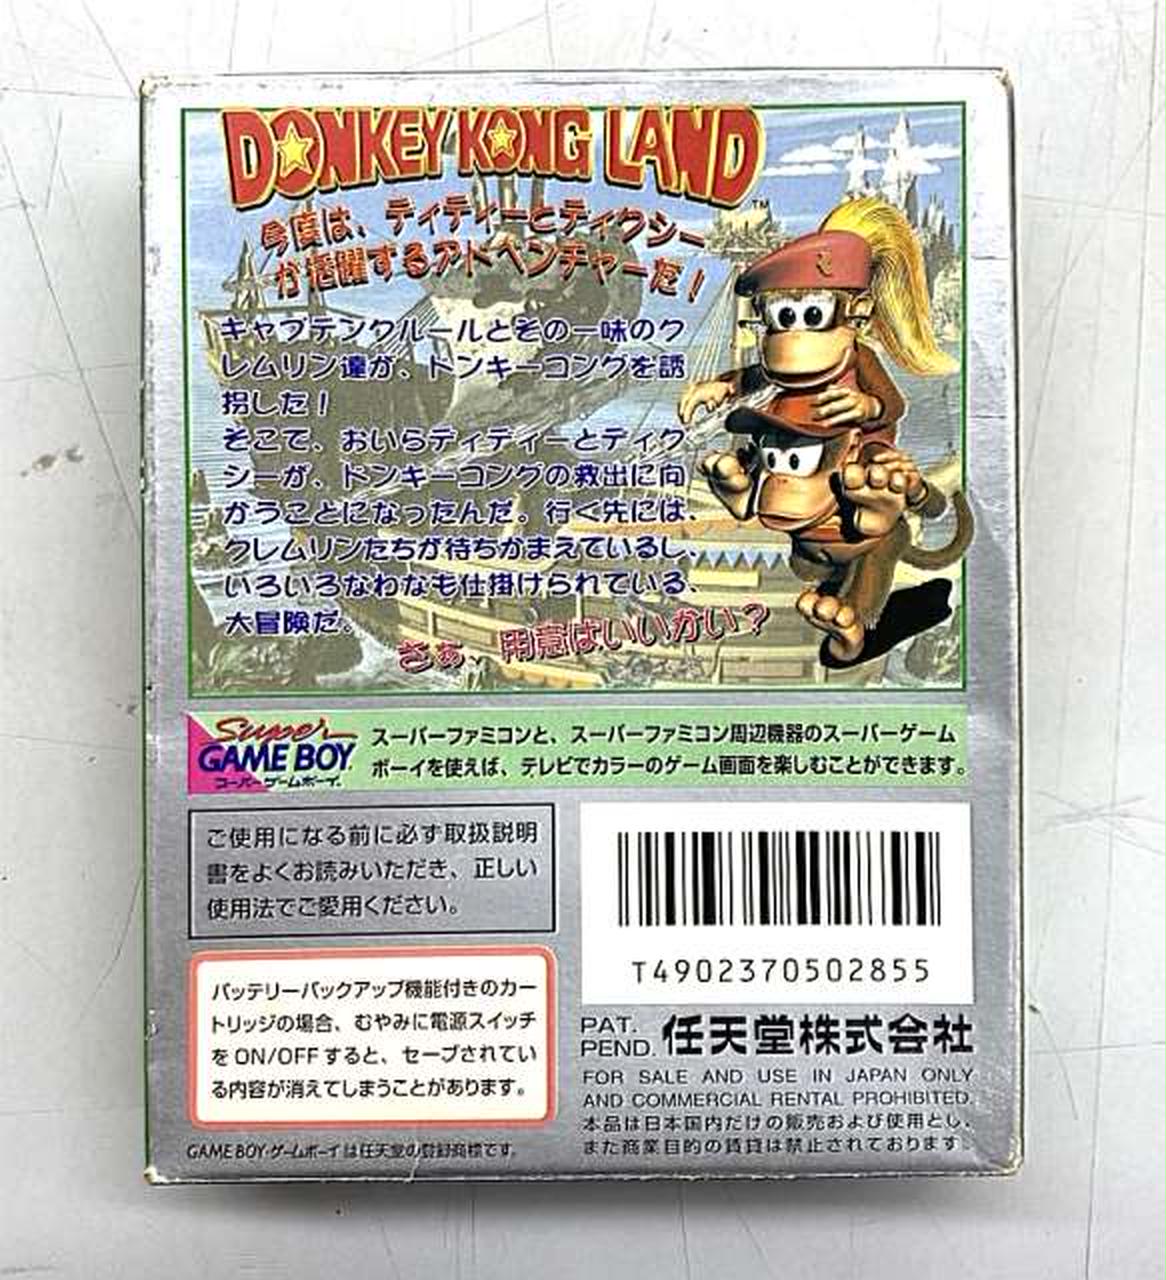 DONKEY KONG LAND
TM
今度は、ディディーとディクシー
が活躍するアドベンチャーだ！
キャプテンクルールとその一味のク
レムリン達が、ドンキーコングを誘
拐した！
そこで、おいらディディーとディク
シーが、ドンキーコングの救出に向
かうことになったんだ。行く先には、
クレムリンたちが待ちかまえているし、
いろいろなわなも仕掛けられている、
大冒険だ。
さぁ、用意はいいかい？
Super
GAME BOY
スーパーゲームボーイ
スーパーファミコンと、スーパーファミコン周辺機器のスーパーゲーム
ボーイを使えば、テレビでカラーのゲーム画面を楽しむことができます。
ご使用になる前に必ず取扱説明
書をよくお読みいただき、正しい
使用法でご愛用ください。
T4902370502855
バッテリーバックアップ機能付きのカー
トリッジの場合、むやみに電源スイッチ
をON/OFFすると、セーブされてい
る内容が消えてしまうことがあります。
PAT.
PEND.
任天堂株式会社
FOR SALE AND USE IN JAPAN ONLY
AND COMMERCIAL RENTAL PROHIBITED.
本品は日本国内だけの販売および使用とし、
また商業目的の賃貸は禁止されております。
GAME BOY・ゲームボーイは任天堂の登録商標です。